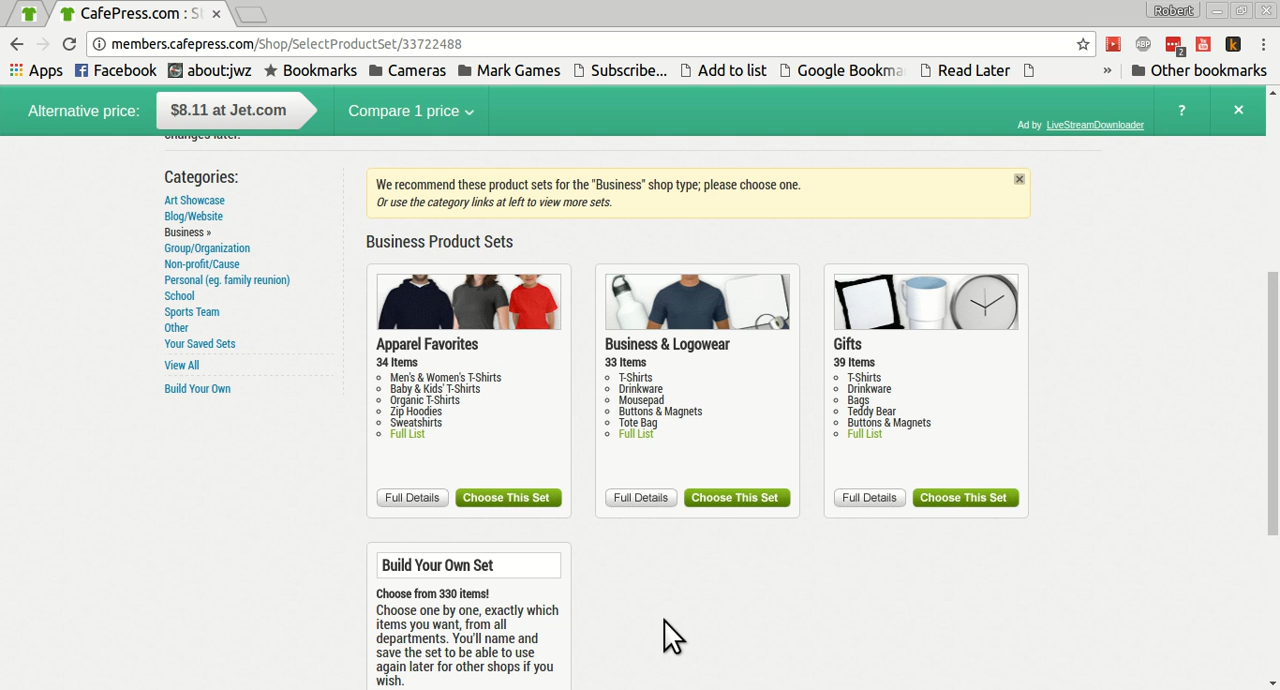 CafePress.com : St
Robert
members.cafepress.com/Shop/SelectProductSet/33722488
ABP
2
You
k
Apps
Facebook
about:jwz
Bookmarks
Cameras
Mark Games
Subscribe...
Add to list
Google Bookma
Read Later
»
Other bookmarks
Alternative price:
$8.11 at Jet.com
Compare 1 price
?
×
Ad by LiveStreamDownloader
changes later.
Categories:
Art Showcase
Blog/Website
Business »
Group/Organization
Non-profit/Cause
Personal (eg. family reunion)
School
Sports Team
Other
Your Saved Sets
View All
Build Your Own
We recommend these product sets for the "Business" shop type; please choose one.
Or use the category links at left to view more sets.
Business Product Sets
Apparel Favorites
34 Items
Men's & Women's T-Shirts
Baby & Kids' T-Shirts
Organic T-Shirts
Zip Hoodies
Sweatshirts
Full List
Full Details
Choose This Set
Business & Logowear
33 Items
T-Shirts
Drinkware
Mousepad
Buttons & Magnets
Tote Bag
Full List
Full Details
Choose This Set
Gifts
39 Items
T-Shirts
Drinkware
Bags
Teddy Bear
Buttons & Magnets
Full List
Full Details
Choose This Set
Build Your Own Set
Choose from 330 items!
Choose one by one, exactly which
items you want, from all
departments. You'll name and
save the set to be able to use
again later for other shops if you
wish.